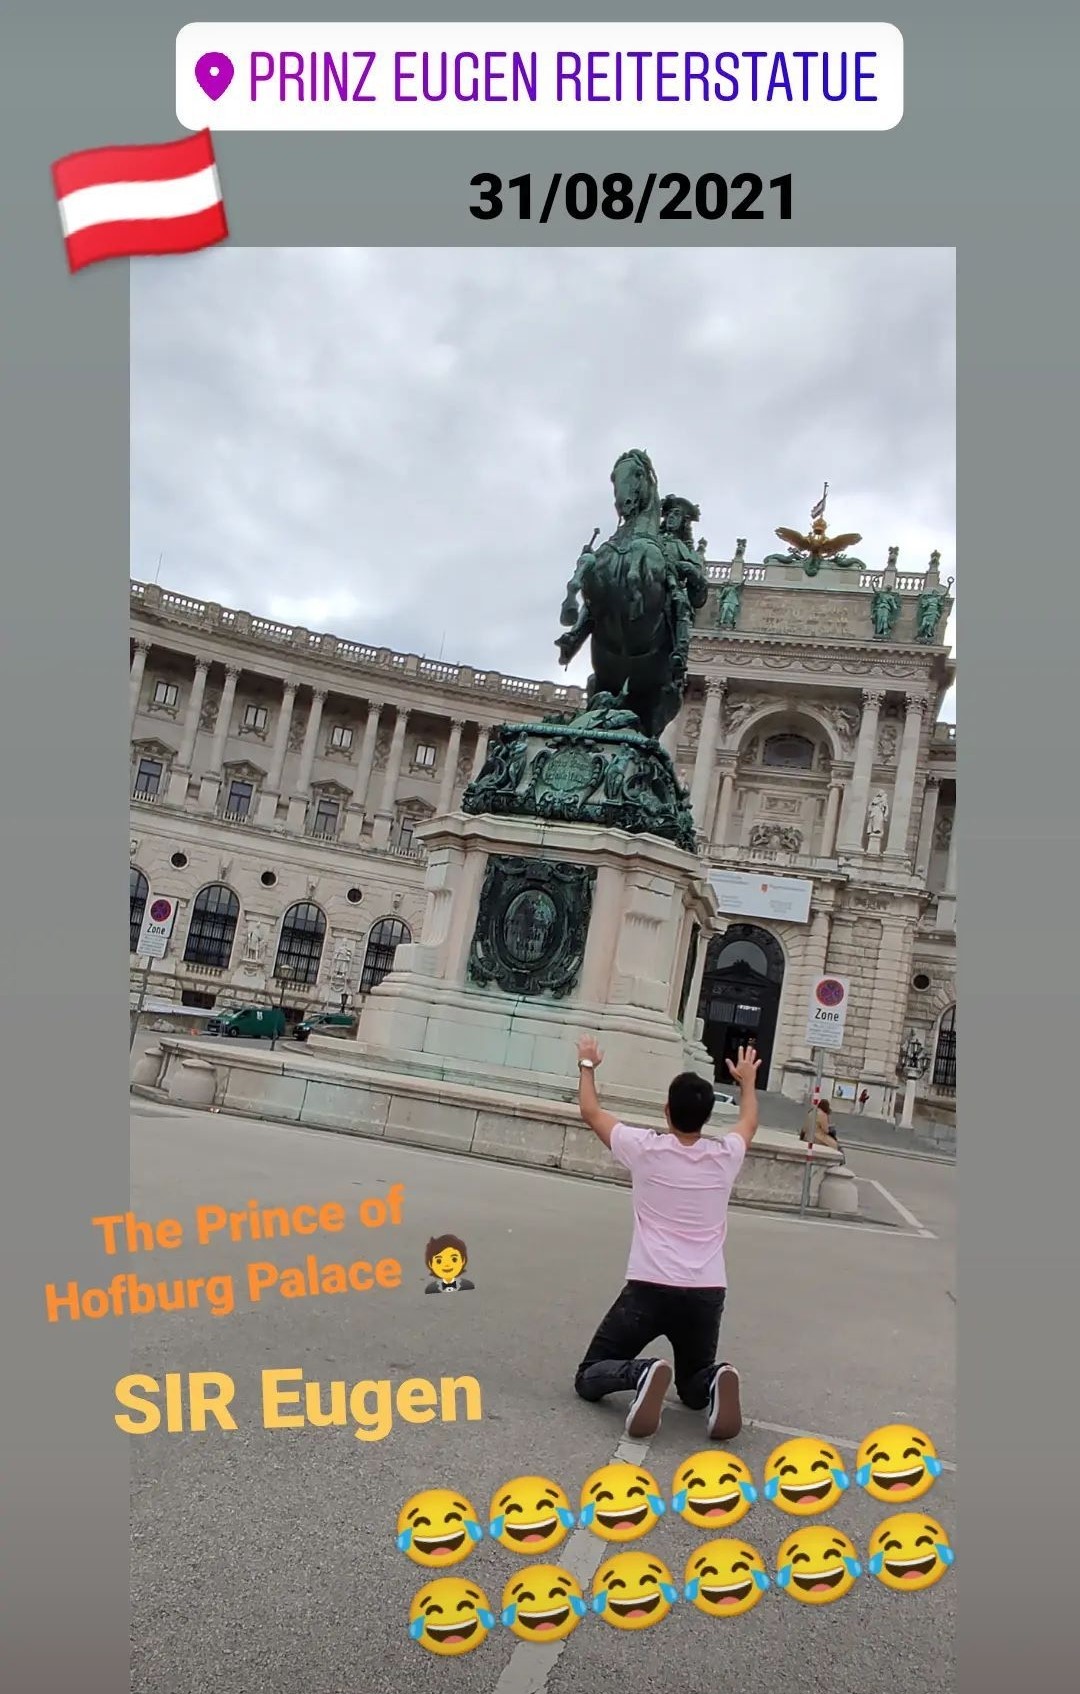 PRINZ EUGEN REITERSTATUE
31/08/2021
Zone
Zone
The Prince of
Hofburg Palace
SIR Eugen